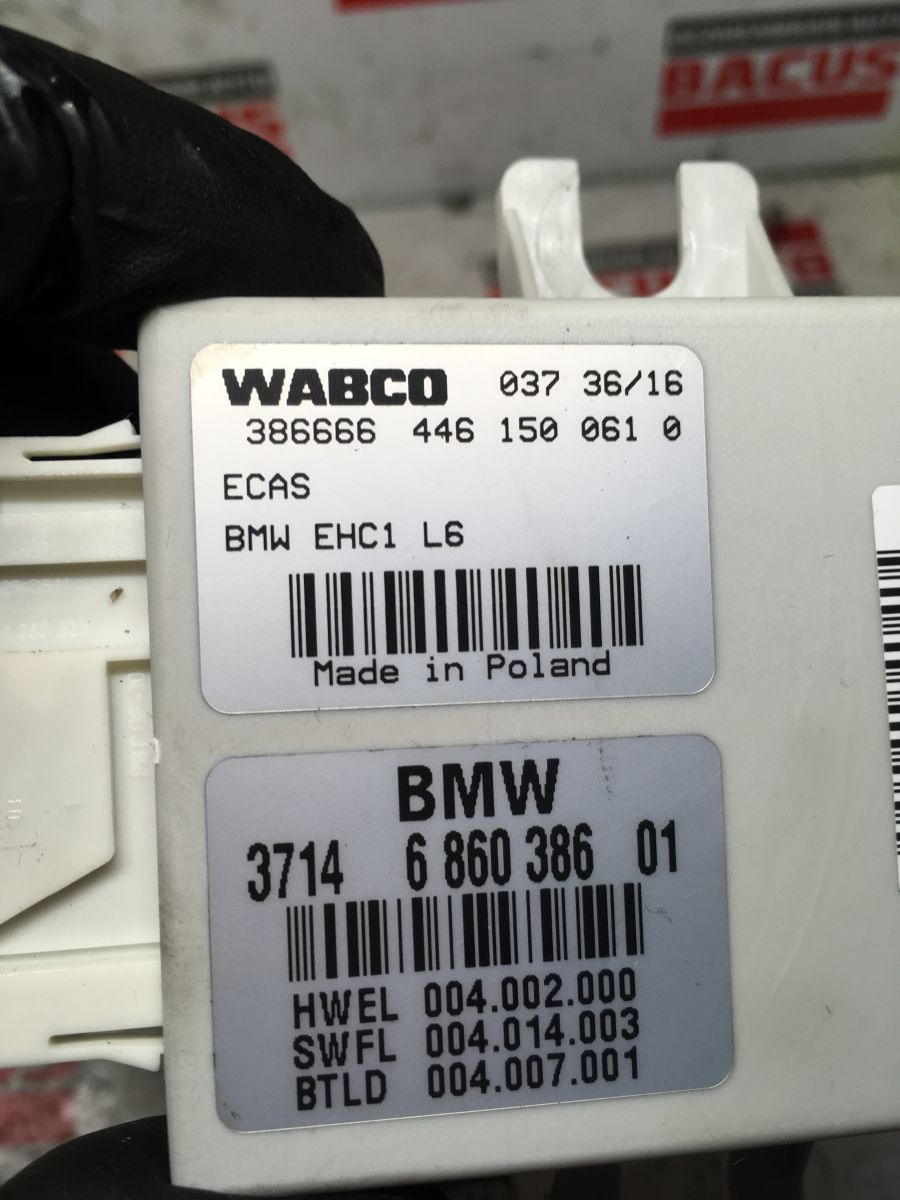 BACUS
WABCO 037 36/16
386666 446 150 061 0
ECAS
BMW EHC1 L6
Made in Poland
BMW
3714 6 860 386 01
HWEL 004.002.000
SWFL 004.014.003
BTLD 004.007.001